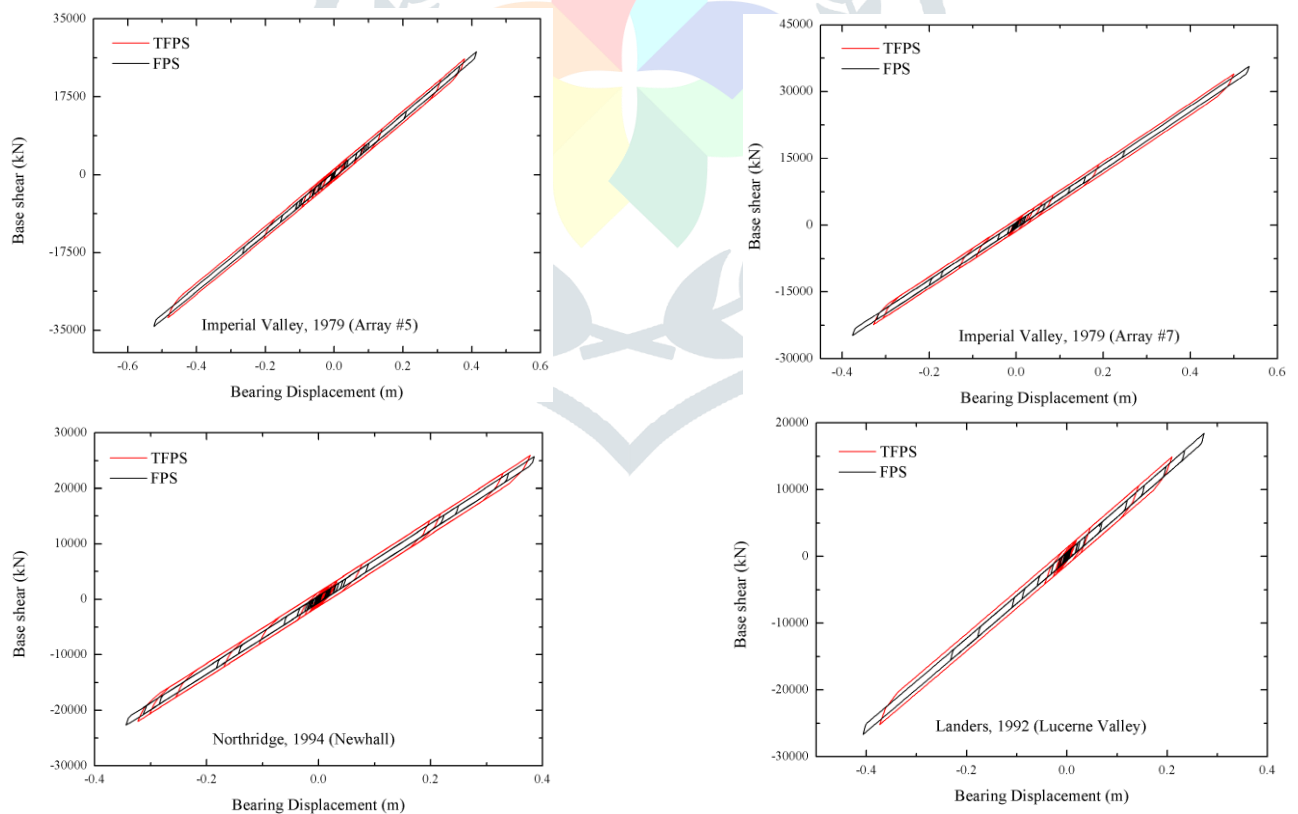 35000
17500
0
-17500
-35000
Base shear (kN)
TFPS
FPS
Imperial Valley, 1979 (Array #5)
-0.6
-0.4
-0.2
0.0
0.2
0.4
0.6
Bearing Displacement (m)
45000
30000
15000
0
-15000
-30000
Base shear (kN)
TFPS
FPS
Imperial Valley, 1979 (Array #7)
-0.4
-0.2
0.0
0.2
0.4
0.6
Bearing Displacement (m)
30000
20000
10000
0
-10000
-20000
-30000
Base shear (kN)
TFPS
FPS
Northridge, 1994 (Newhall)
-0.4
-0.2
0.0
0.2
0.4
Bearing Displacement (m)
20000
10000
0
-10000
-20000
-30000
Base shear (kN)
TFPS
FPS
Landers, 1992 (Lucerne Valley)
-0.4
-0.2
0.0
0.2
0.4
Bearing Displacement (m)